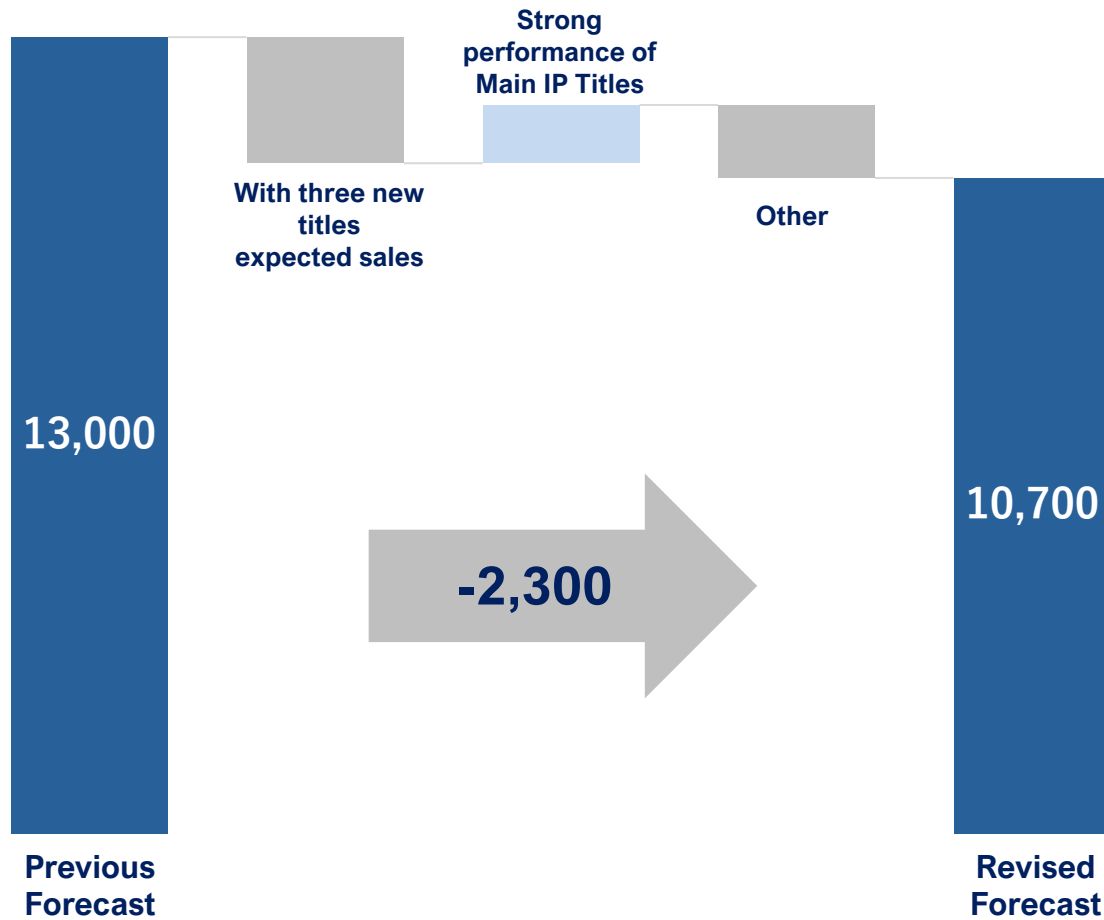 Strong
performance of
Main IP Titles
With three new
titles
expected sales
Other
13,000
10,700
-2,300
Previous
Forecast
Revised
Forecast